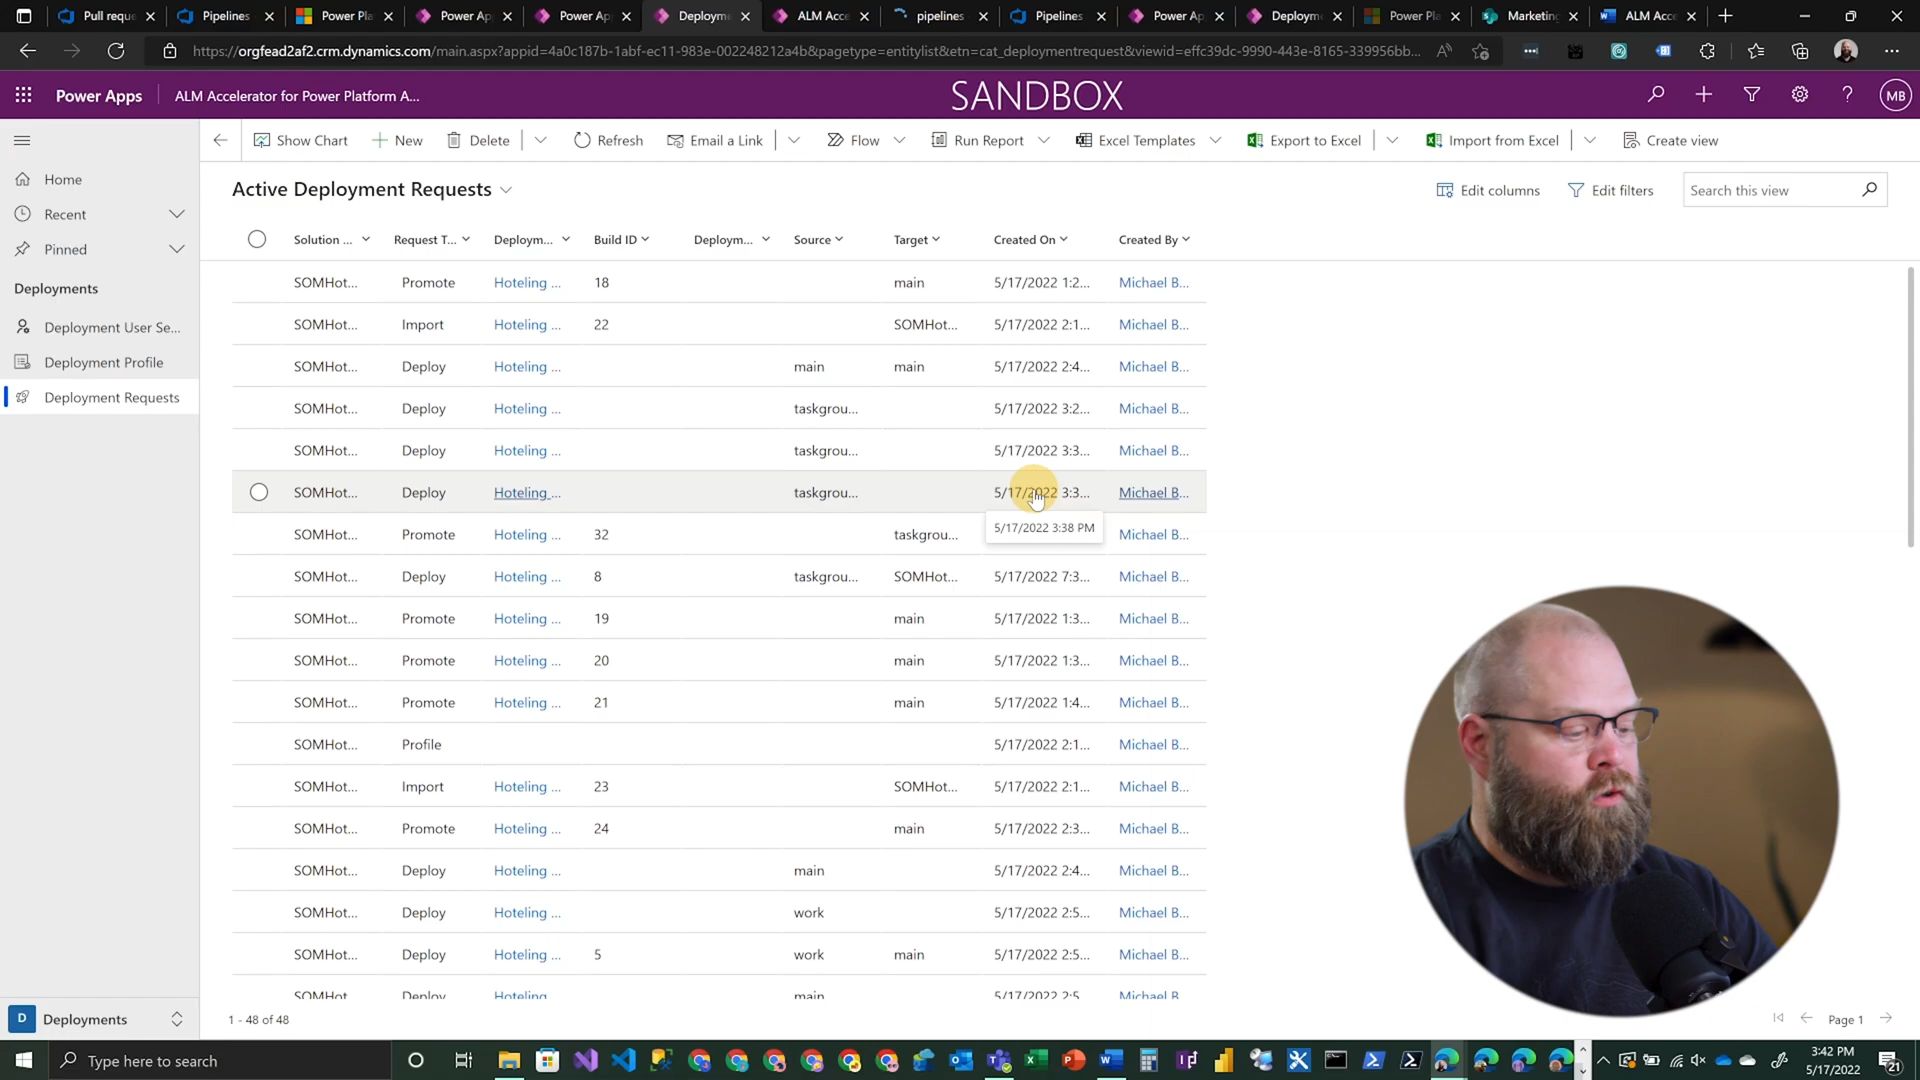 Pull reque
Pipelines
Power Pla
Power Ap
Power Ap
Deployme
ALM Acce
pipelines
Pipelines
Power Ap
Deployme
Power Pla
Marketing
ALM Acce
https://orgfead2af2.crm.dynamics.com/main.aspx?appid=4a0c187b-1abf-ec11-983e-002248212a4b&pagetype=entitylist&etn=cat_deploymentrequest&viewid=effc39dc-9990-443e-8165-339956bb...
Power Apps ALM Accelerator for Power Platform A... SANDBOX MB
Show Chart New Delete Refresh Email a Link Flow Run Report Excel Templates Export to Excel Import from Excel Create view
Home
Recent
Pinned
Deployments
Deployment User Se...
Deployment Profile
Deployment Requests
Active Deployment Requests Edit columns Edit filters Search this view
Solution ... Request T... Deploym... Build ID Deploym... Source Target Created On Created By
SOMHot... Promote Hoteling ... 18 main 5/17/2022 1:2... Michael B...
SOMHot... Import Hoteling ... 22 SOMHot... 5/17/2022 2:1... Michael B...
SOMHot... Deploy Hoteling ... main main 5/17/2022 2:4... Michael B...
SOMHot... Deploy Hoteling ... taskgrou... 5/17/2022 3:2... Michael B...
SOMHot... Deploy Hoteling ... taskgrou... 5/17/2022 3:3... Michael B...
SOMHot... Deploy Hoteling ... taskgrou... 5/17/2022 3:3... Michael B...
5/17/2022 3:38 PM
SOMHot... Promote Hoteling ... 32 taskgrou... Michael B...
SOMHot... Deploy Hoteling ... 8 taskgrou... SOMHot... 5/17/2022 7:3... Michael B...
SOMHot... Promote Hoteling ... 19 main 5/17/2022 1:3... Michael B...
SOMHot... Promote Hoteling ... 20 main 5/17/2022 1:3... Michael B...
SOMHot... Promote Hoteling ... 21 main 5/17/2022 1:4... Michael B...
SOMHot... Profile 5/17/2022 2:1... Michael B...
SOMHot... Import Hoteling ... 23 SOMHot... 5/17/2022 2:1... Michael B...
SOMHot... Promote Hoteling ... 24 main 5/17/2022 2:3... Michael B...
SOMHot... Deploy Hoteling ... main 5/17/2022 2:4... Michael B...
SOMHot... Deploy Hoteling ... work 5/17/2022 2:5... Michael B...
SOMHot... Deploy Hoteling ... 5 work main 5/17/2022 2:5... Michael B...
SOMHot Deploy Hoteling main 5/17/2022 2:5 Michael B
D Deployments
1 - 48 of 48 Page 1
Type here to search
3:42 PM
5/17/2022
21